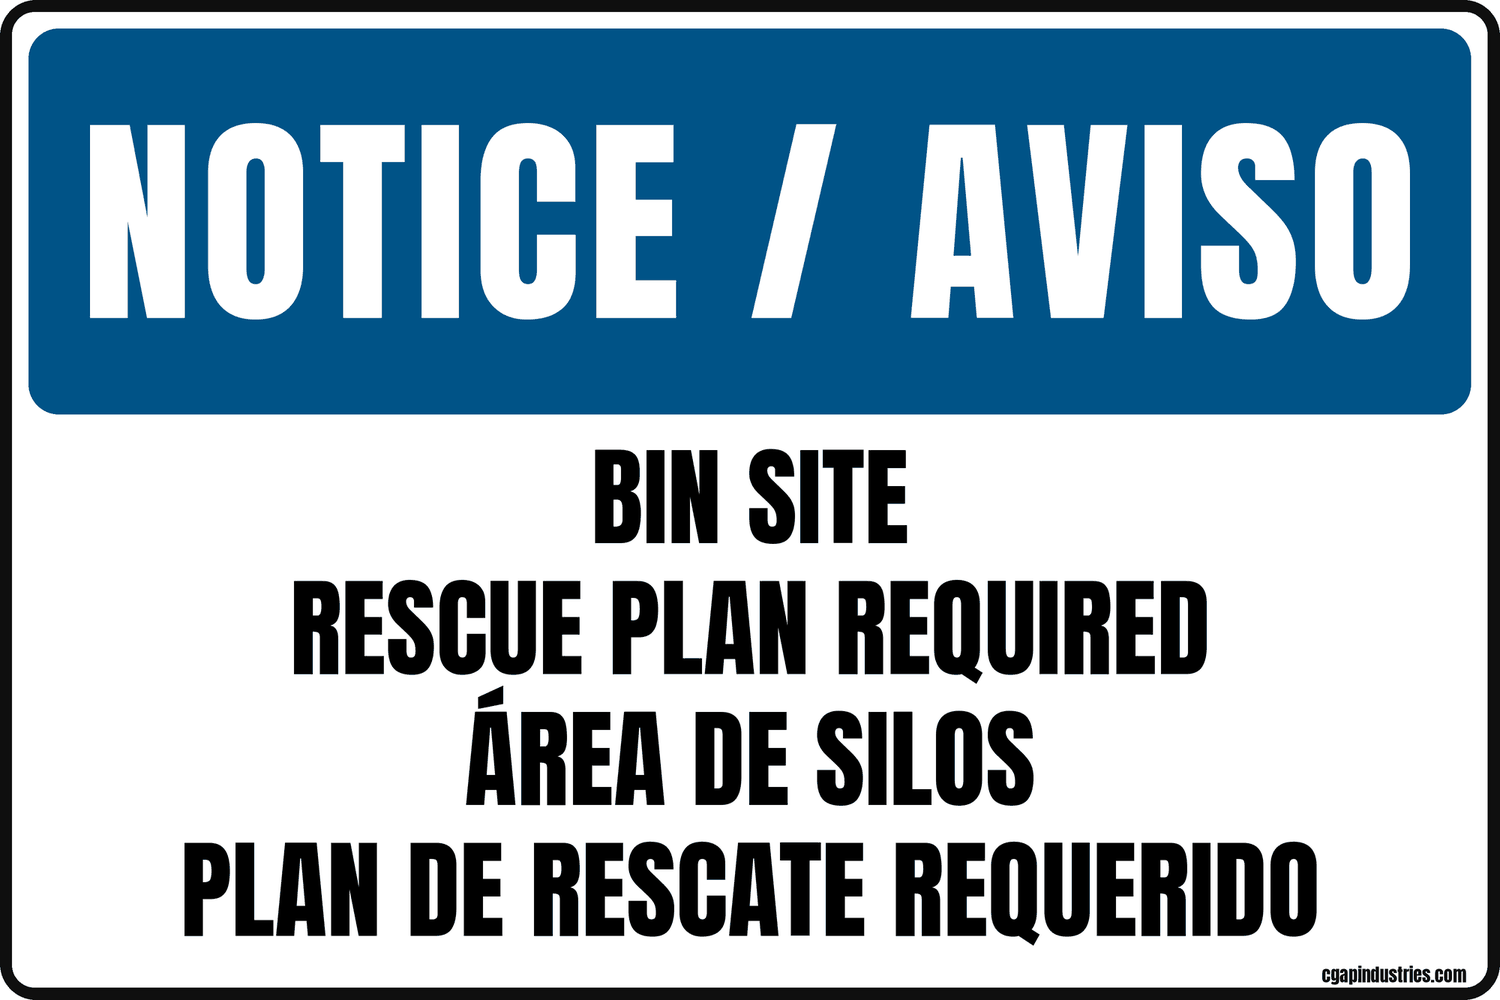 NOTICE / AVISO
BIN SITE
RESCUE PLAN REQUIRED
ÁREA DE SILOS
PLAN DE RESCATE REQUERIDO
cgapindustries.com